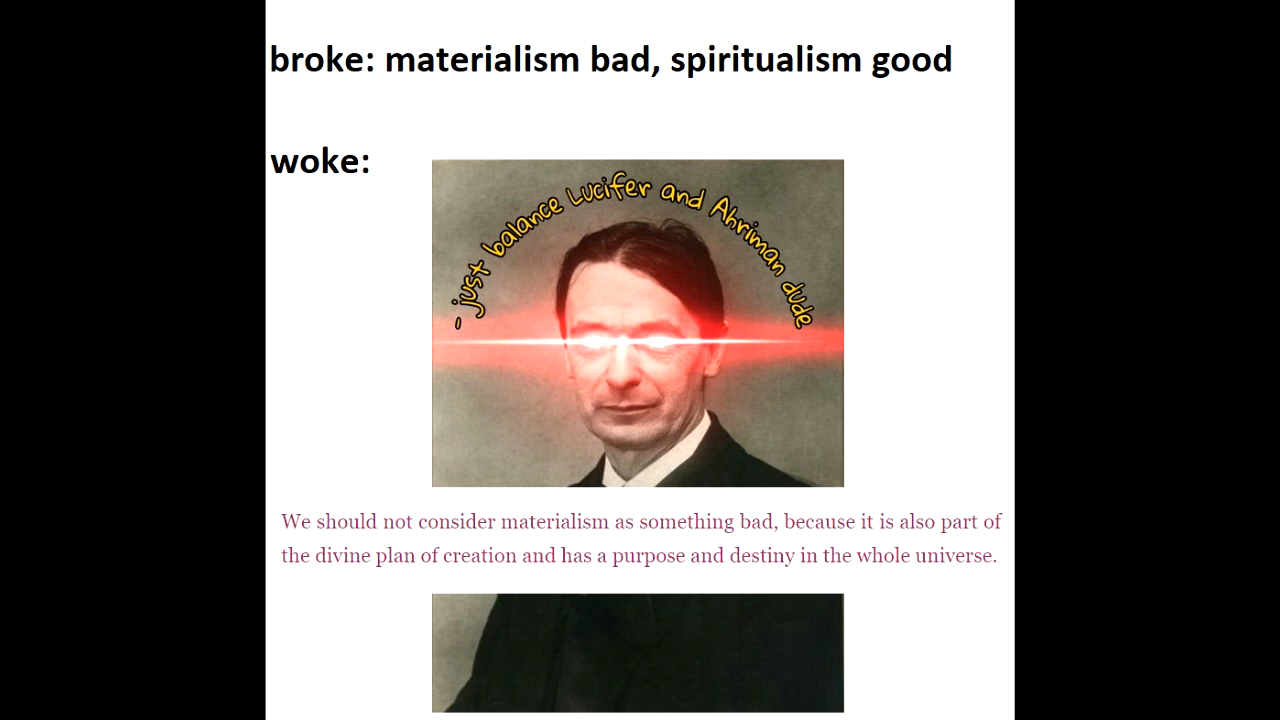 broke: materialism bad, spiritualism good
woke:
- just balance Lucifer and Ahriman dude
We should not consider materialism as something bad, because it is also part of
the divine plan of creation and has a purpose and destiny in the whole universe.